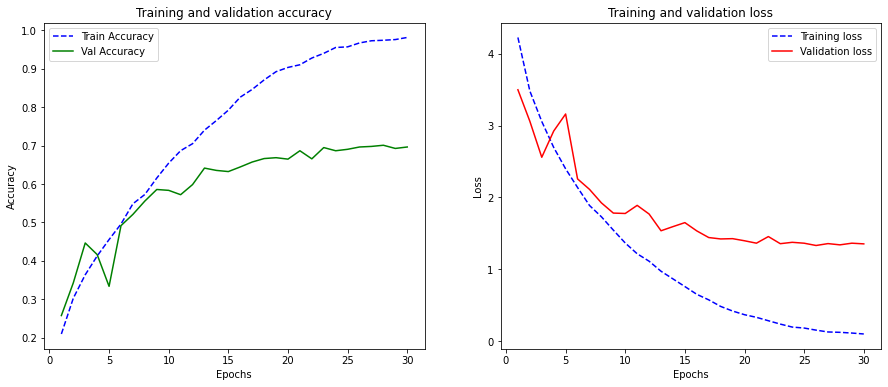 Training and validation accuracy
Train Accuracy
Val Accuracy
Accuracy
1.0
0.9
0.8
0.7
0.6
0.5
0.4
0.3
0.2
0
5
10
15
20
25
30
Epochs
Training and validation loss
Training loss
Validation loss
Loss
4
3
2
1
0
0
5
10
15
20
25
30
Epochs